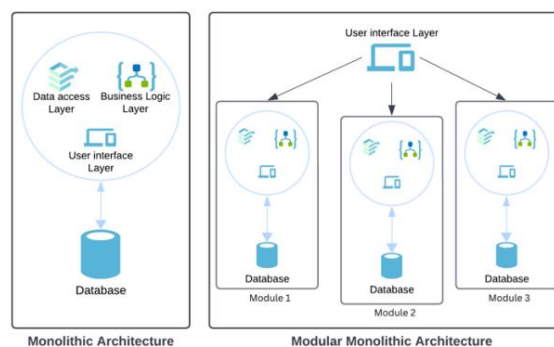 Data access
Layer
Business Logic
Layer
User interface
Layer
Database
Monolithic Architecture
User interface Layer
Database
Module 1
Database
Module 2
Database
Module 3
Modular Monolithic Architecture